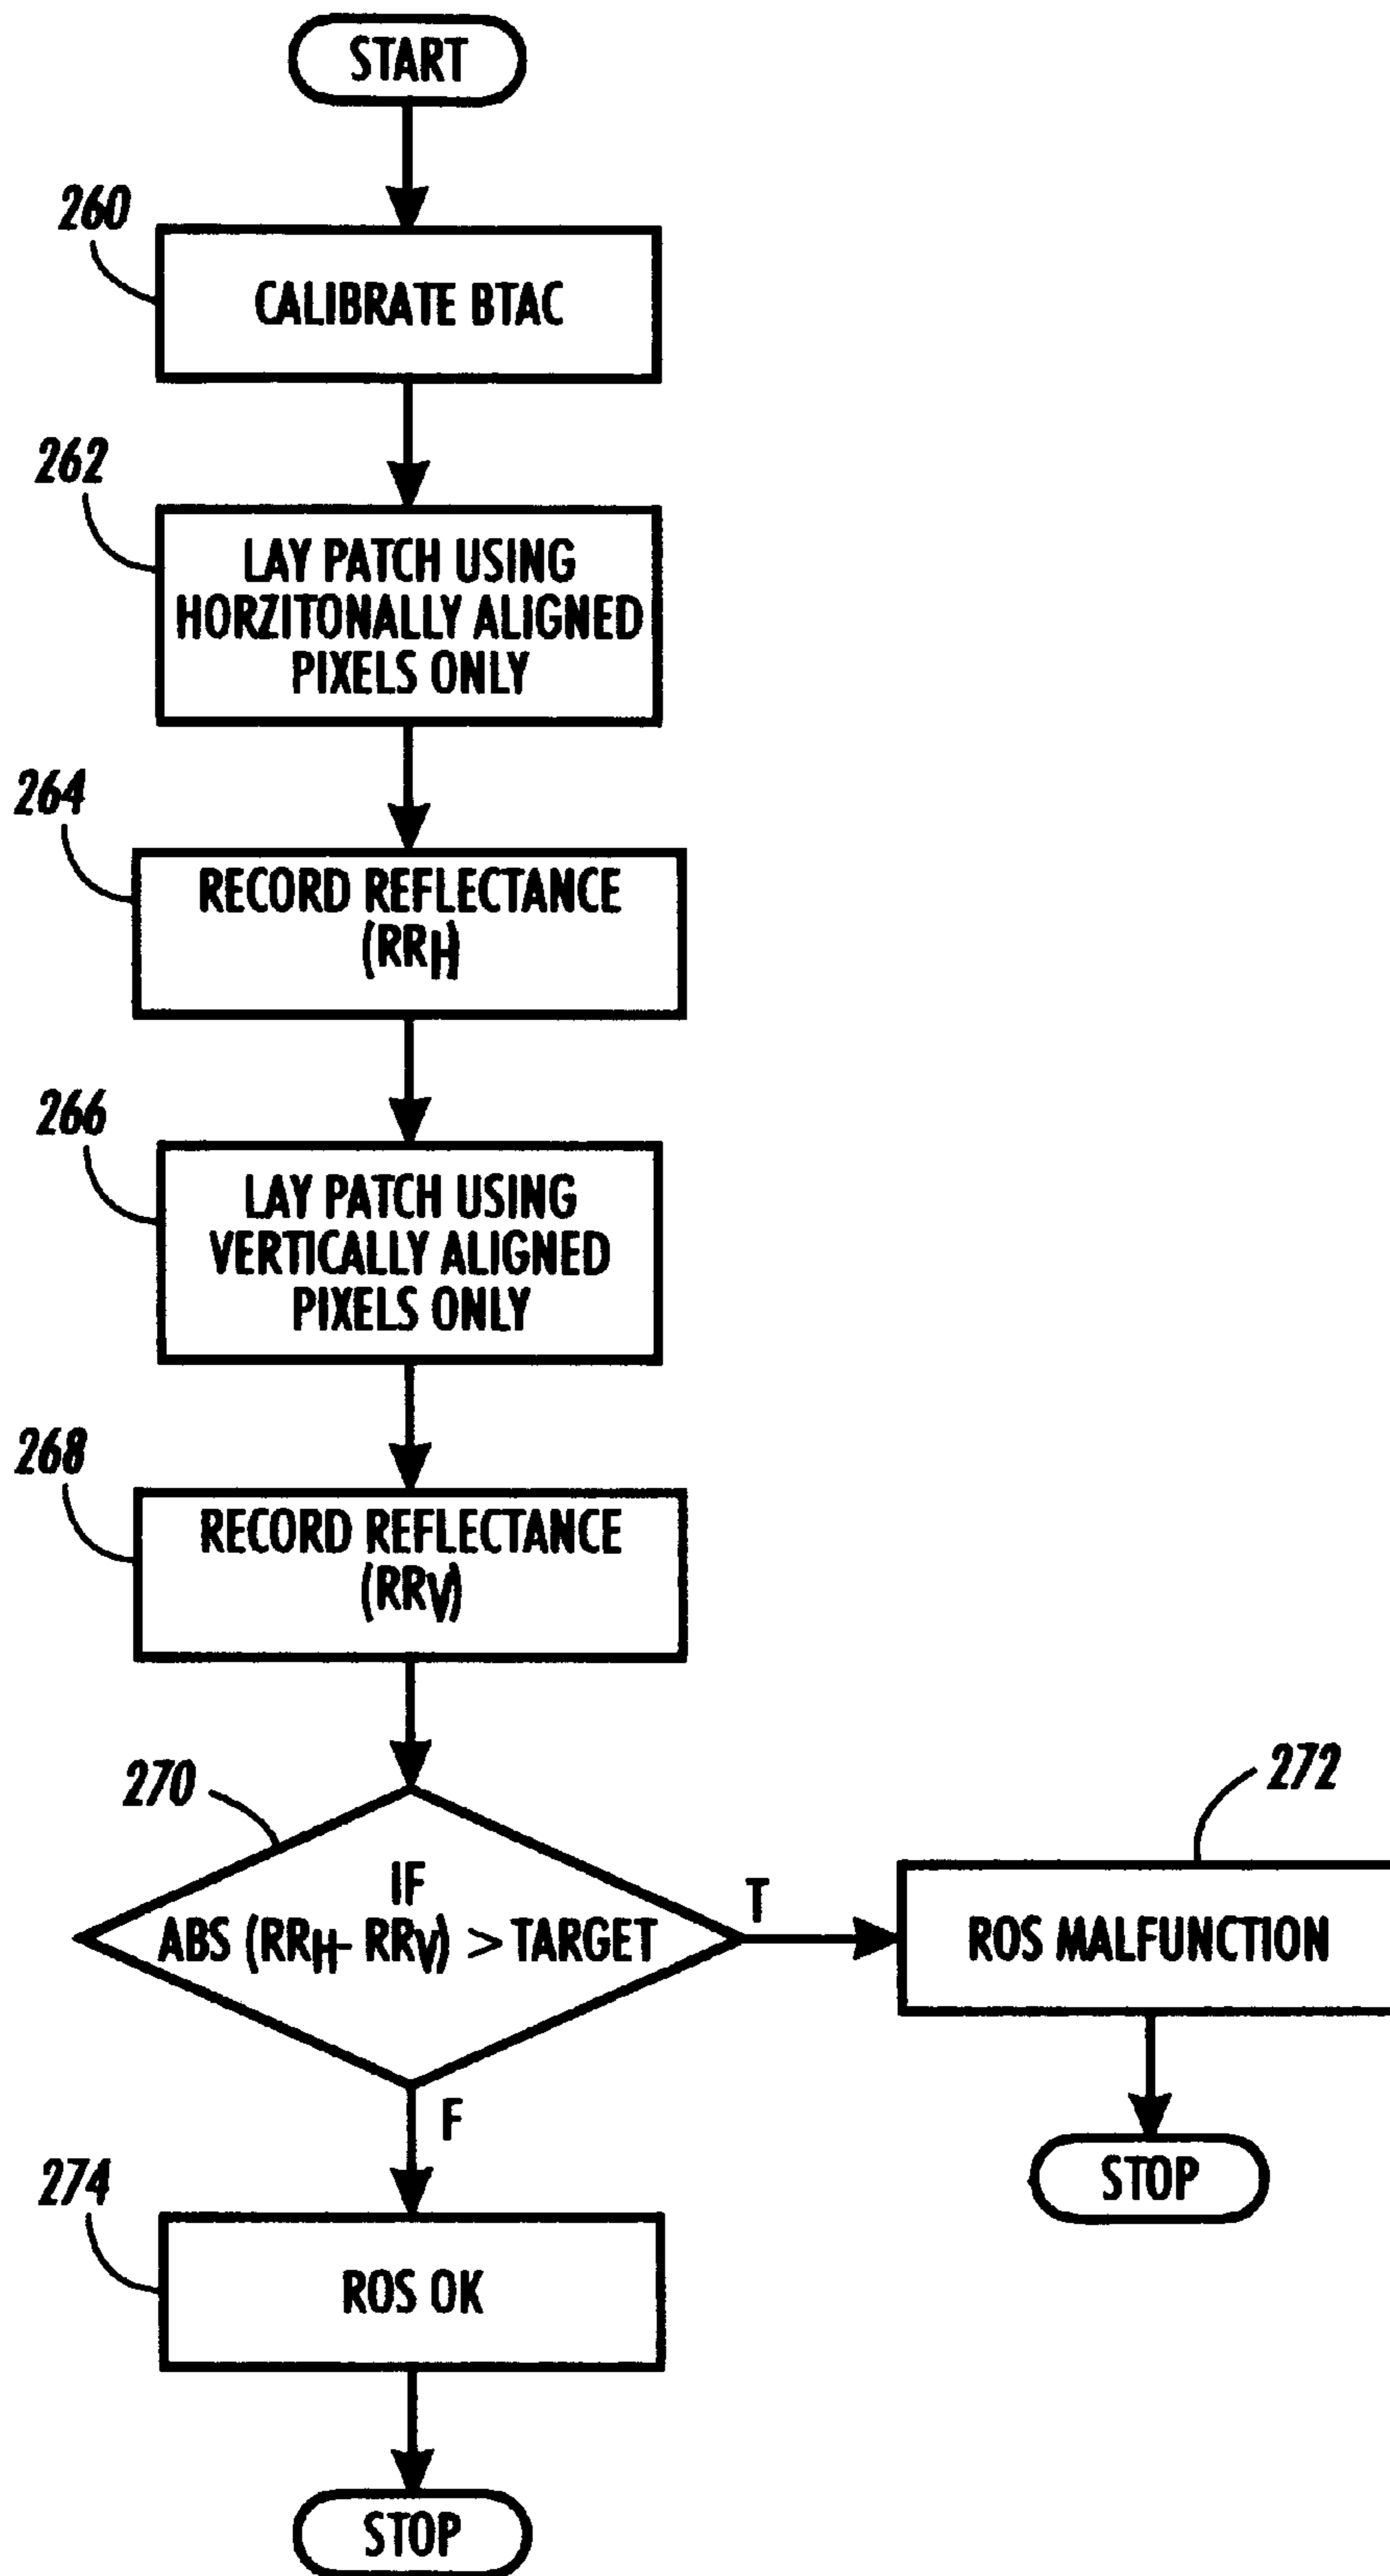 START
260
CALIBRATE BTAC
262
LAY PATCH USING
HORZITONALLY ALIGNED
PIXELS ONLY
264
RECORD REFLECTANCE
(RRH)
266
LAY PATCH USING
VERTICALLY ALIGNED
PIXELS ONLY
268
RECORD REFLECTANCE
(RRV)
270
IF
ABS (RRH- RRV) > TARGET
T
272
ROS MALFUNCTION
STOP
F
274
ROS OK
STOP